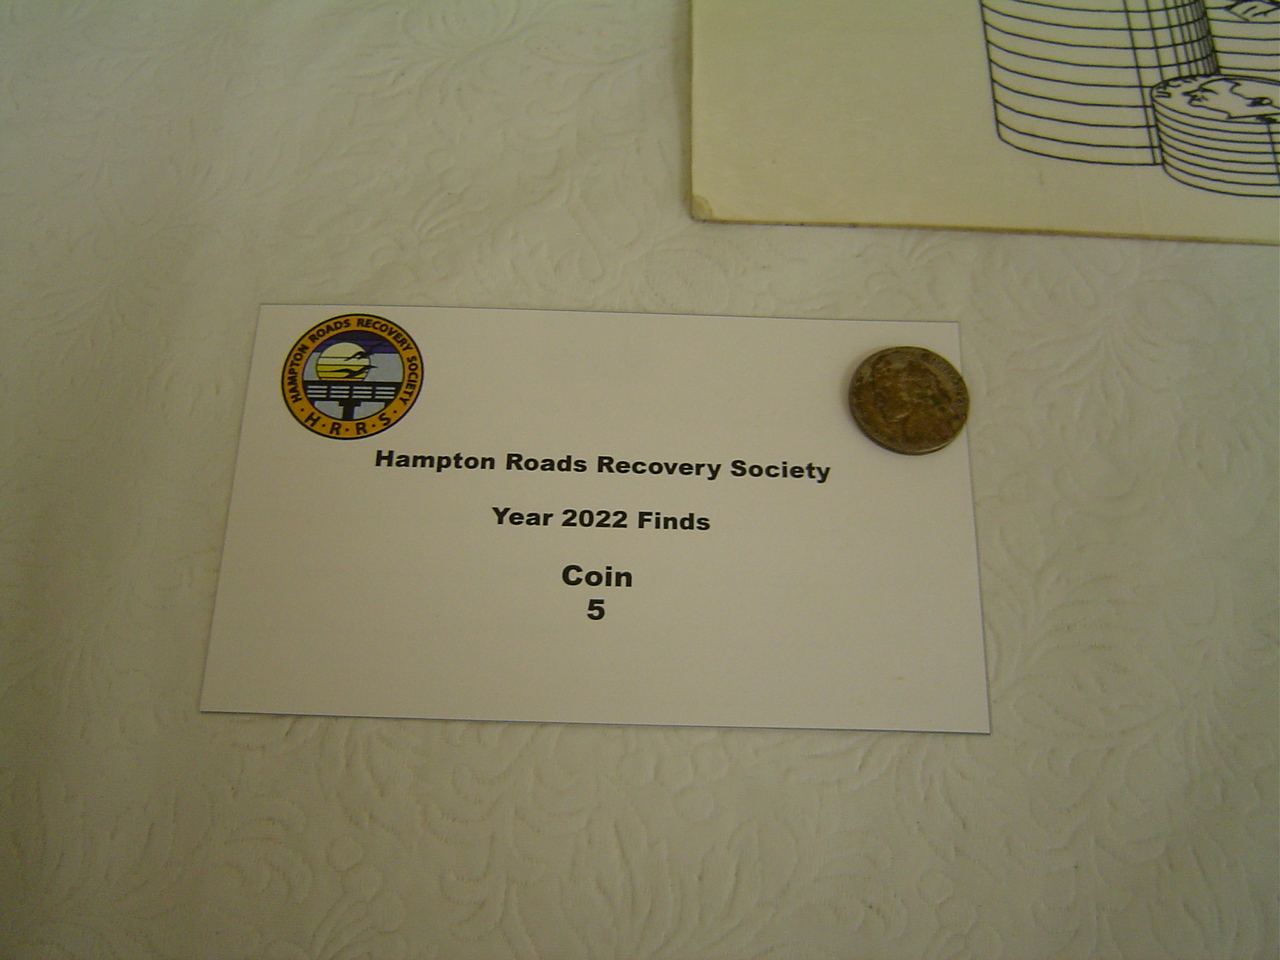 HAMPTON ROADS RECOVERY SOCIETY
· H · R · R · S ·
Hampton Roads Recovery Society
Year 2022 Finds
Coin
5